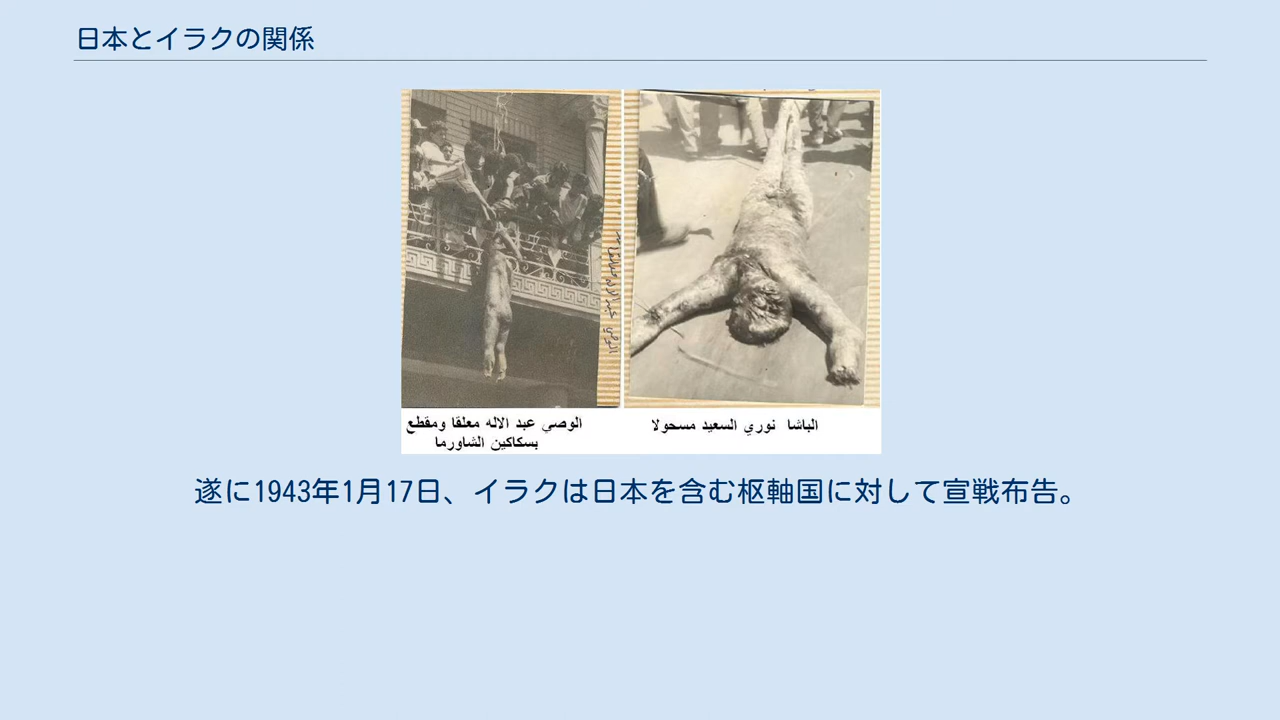 日本とイラクの関係
الوصي عبد الاله معلقا ومقطع
بسكاكين الشاورما
الباشا نوري السعيد مسحولا
遂に1943年1月17日、イラクは日本を含む枢軸国に対して宣戦布告。